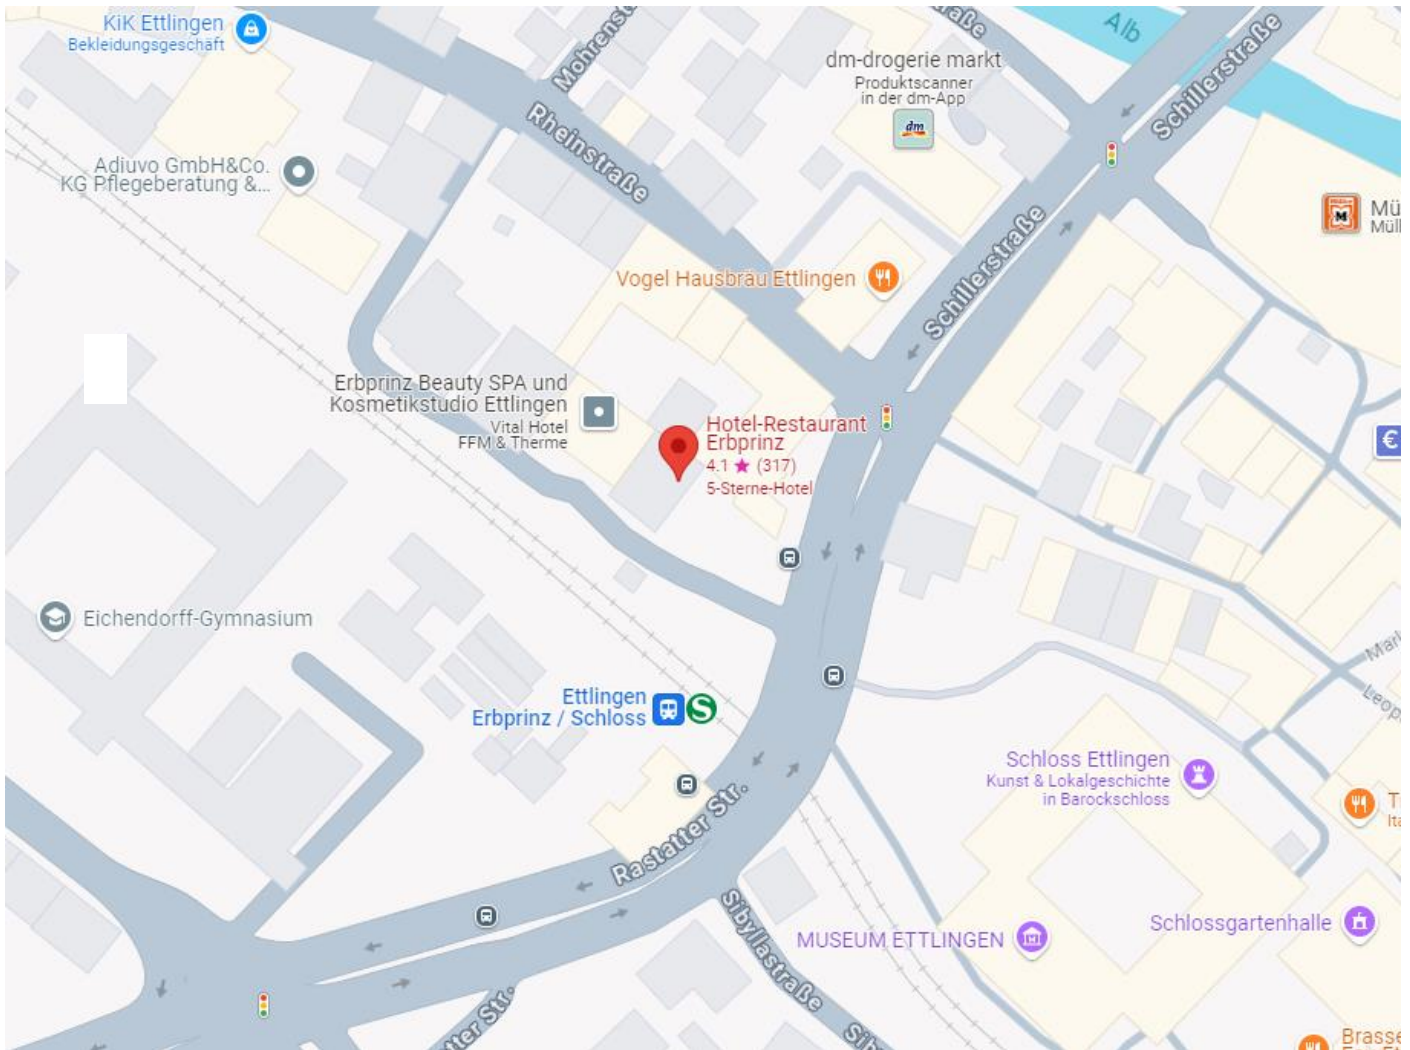 KiK Ettlingen
Bekleidungsgeschäft
Alb
Schillerstraße
dm-drogerie markt
Produktscanner
in der dm-App
dm
Rheinstraße
Adiuvo GmbH&Co.
KG Pflegeberatung &...
M
Vogel Hausbräu Ettlingen
Schillerstraße
Erbprinz Beauty SPA und
Kosmetikstudio Ettlingen
Vital Hotel
FFM & Therme
Hotel-Restaurant
Erbprinz
4.1 ★ (317)
5-Sterne-Hotel
€
Eichendorff-Gymnasium
Ettlingen
Erbprinz / Schloss
S
Schloss Ettlingen
Kunst & Lokalgeschichte
in Barockschloss
Rastatter Str.
MUSEUM ETTLINGEN
Schlossgartenhalle
Sibyllastraße
tter Str.